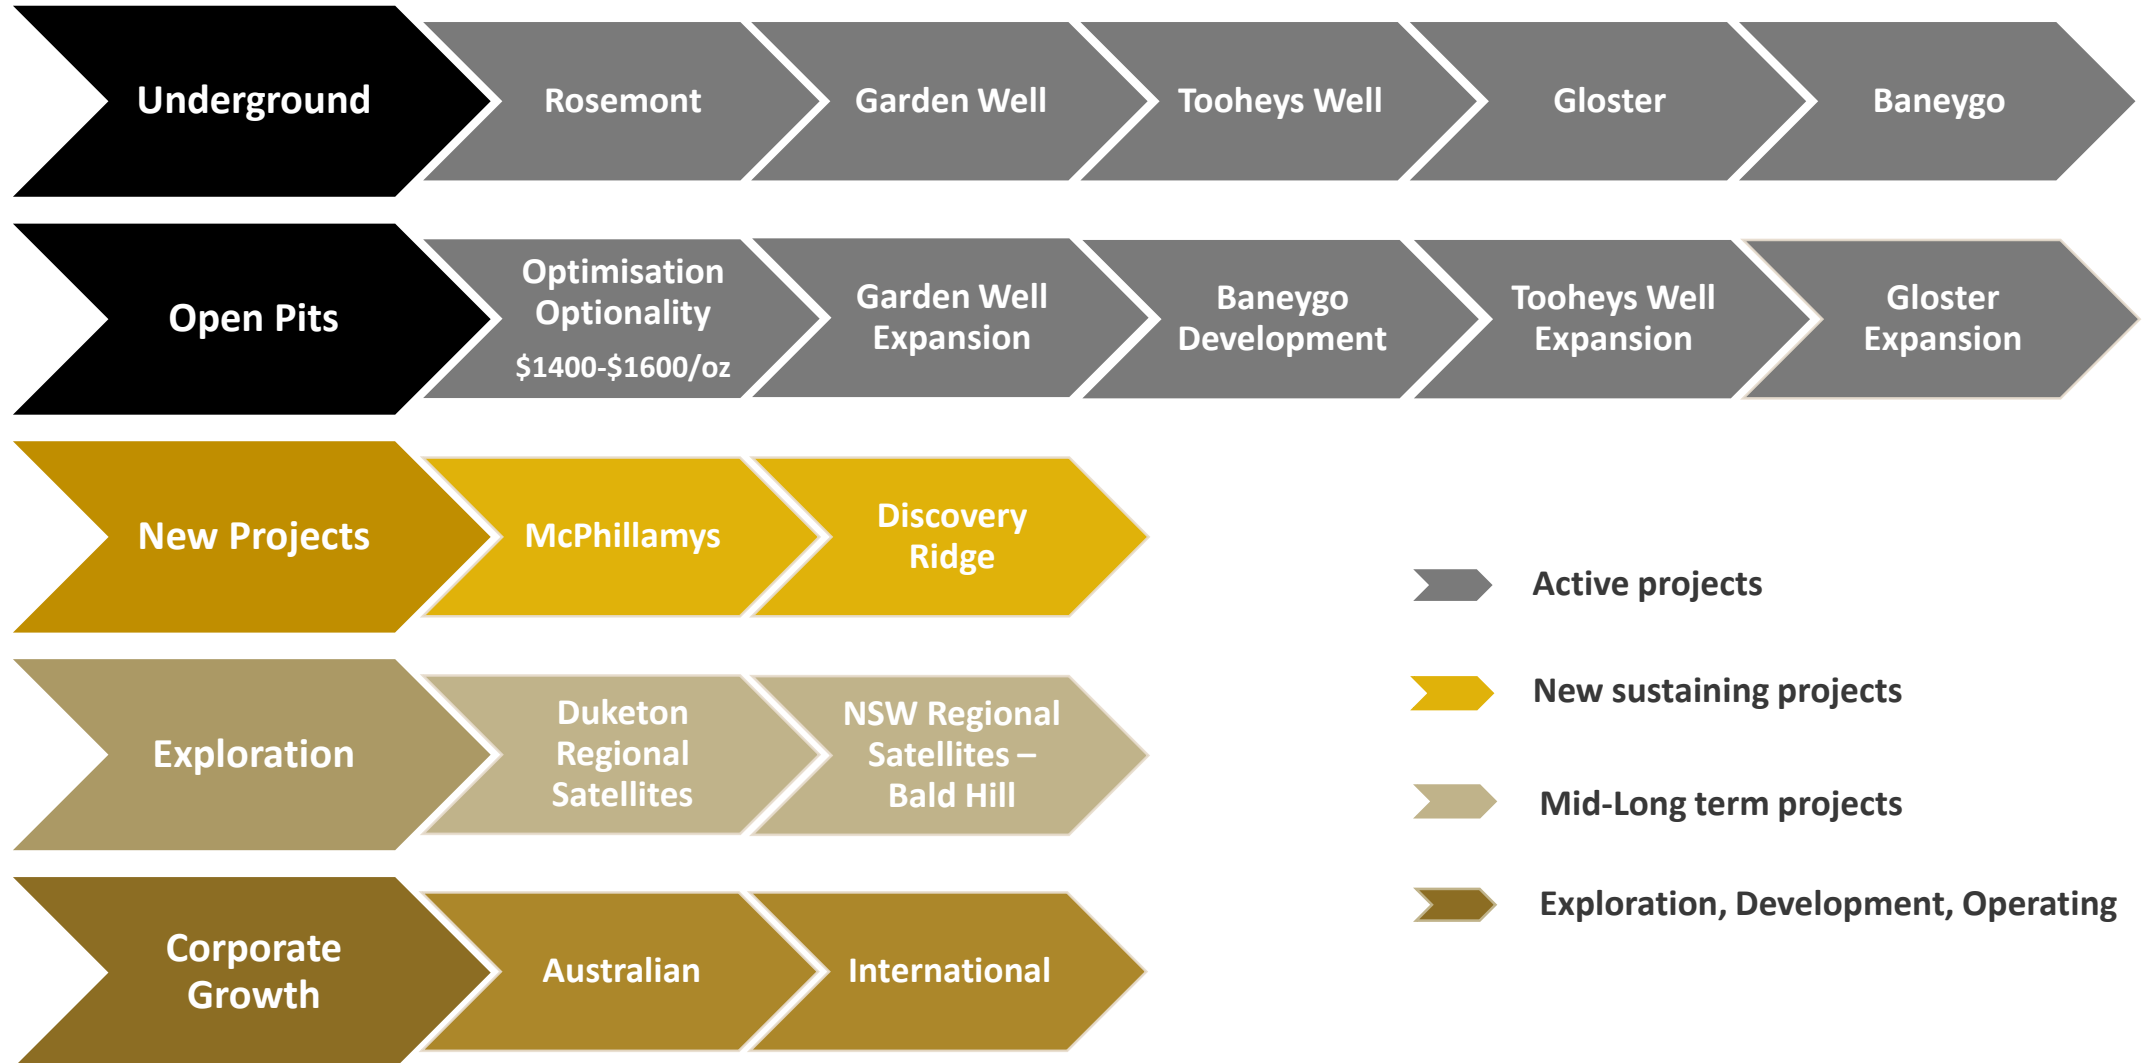 Underground
Rosemont
Garden Well
Tooheys Well
Gloster
Baneygo
Open Pits
Optimisation
Optionality
$1400-$1600/oz
Garden Well
Expansion
Baneygo
Development
Tooheys Well
Expansion
Gloster
Expansion
New Projects
McPhillamys
Discovery
Ridge
Exploration
Duketon
Regional
Satellites
NSW Regional
Satellites –
Bald Hill
Corporate
Growth
Australian
International
Active projects
New sustaining projects
Mid-Long term projects
Exploration, Development, Operating